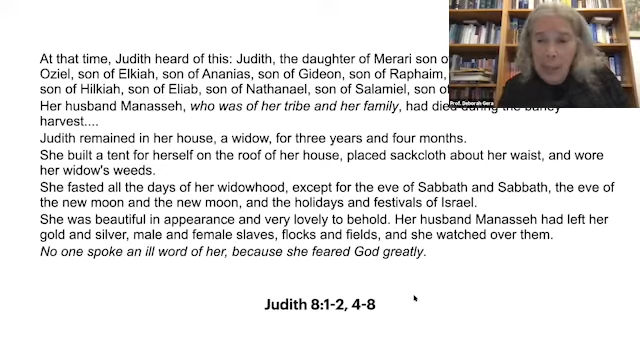 At that time, Judith heard of this: Judith, the daughter of Merari son of
Oziel, son of Elkiah, son of Ananias, son of Gideon, son of Raphaim,
son of Hilkiah, son of Eliab, son of Nathanael, son of Salamiel, son of
Her husband Manasseh, who was of her tribe and her family, had died during the barley
harvest....
Judith remained in her house, a widow, for three years and four months.
She built a tent for herself on the roof of her house, placed sackcloth about her waist, and wore
her widow's weeds.
She fasted all the days of her widowhood, except for the eve of Sabbath and Sabbath, the eve of
the new moon and the new moon, and the holidays and festivals of Israel.
She was beautiful in appearance and very lovely to behold. Her husband Manasseh had left her
gold and silver, male and female slaves, flocks and fields, and she watched over them.
No one spoke an ill word of her, because she feared God greatly.
Judith 8:1-2, 4-8
Prof. Deborah Gera